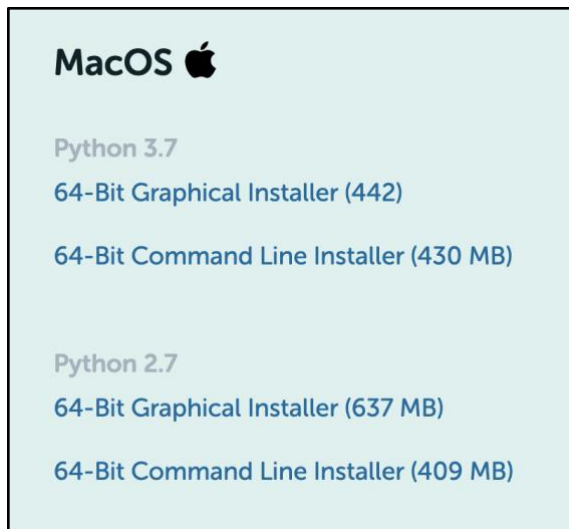 MacOS
Python 3.7
64-Bit Graphical Installer (442)
64-Bit Command Line Installer (430 MB)
Python 2.7
64-Bit Graphical Installer (637 MB)
64-Bit Command Line Installer (409 MB)